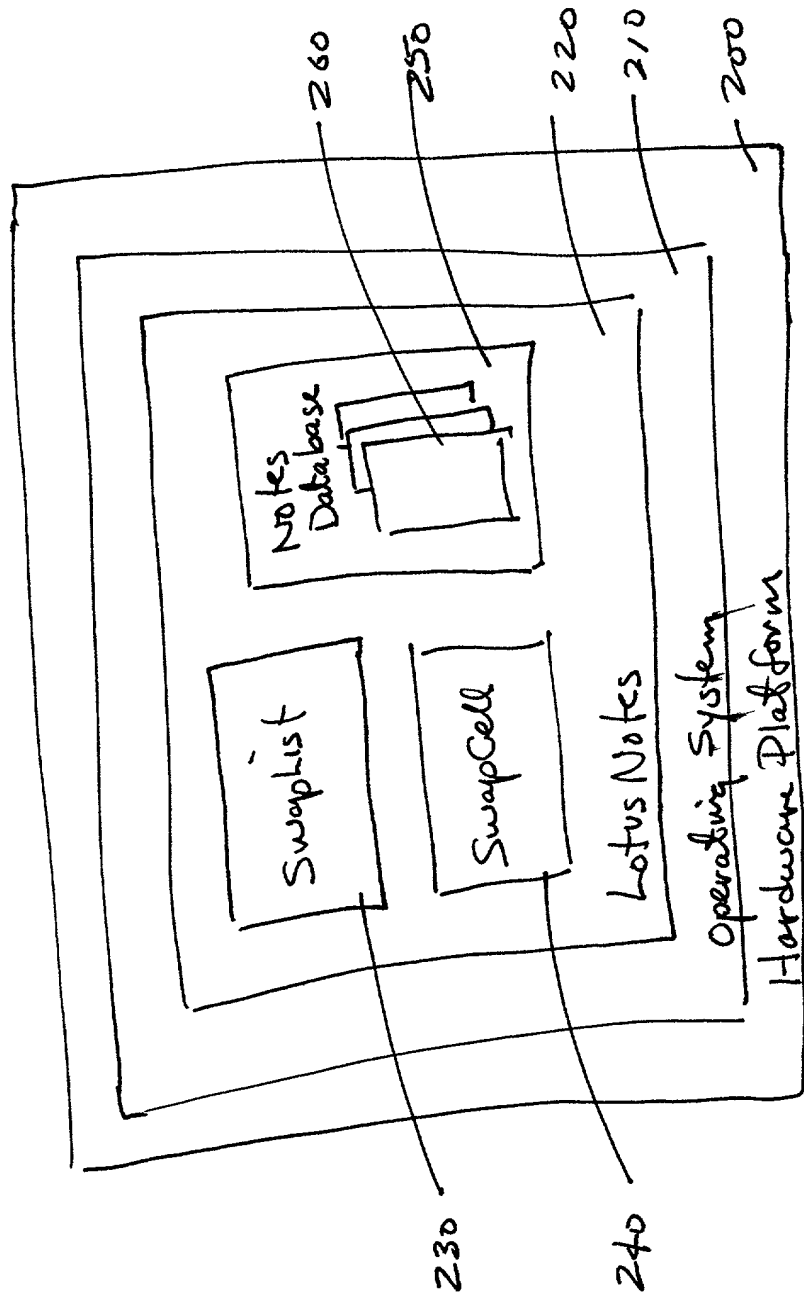 Notes
Database
SwapList
260
250
230
SwapCell
220
240
Lotus Notes
210
Operating System
200
Hardware Platform